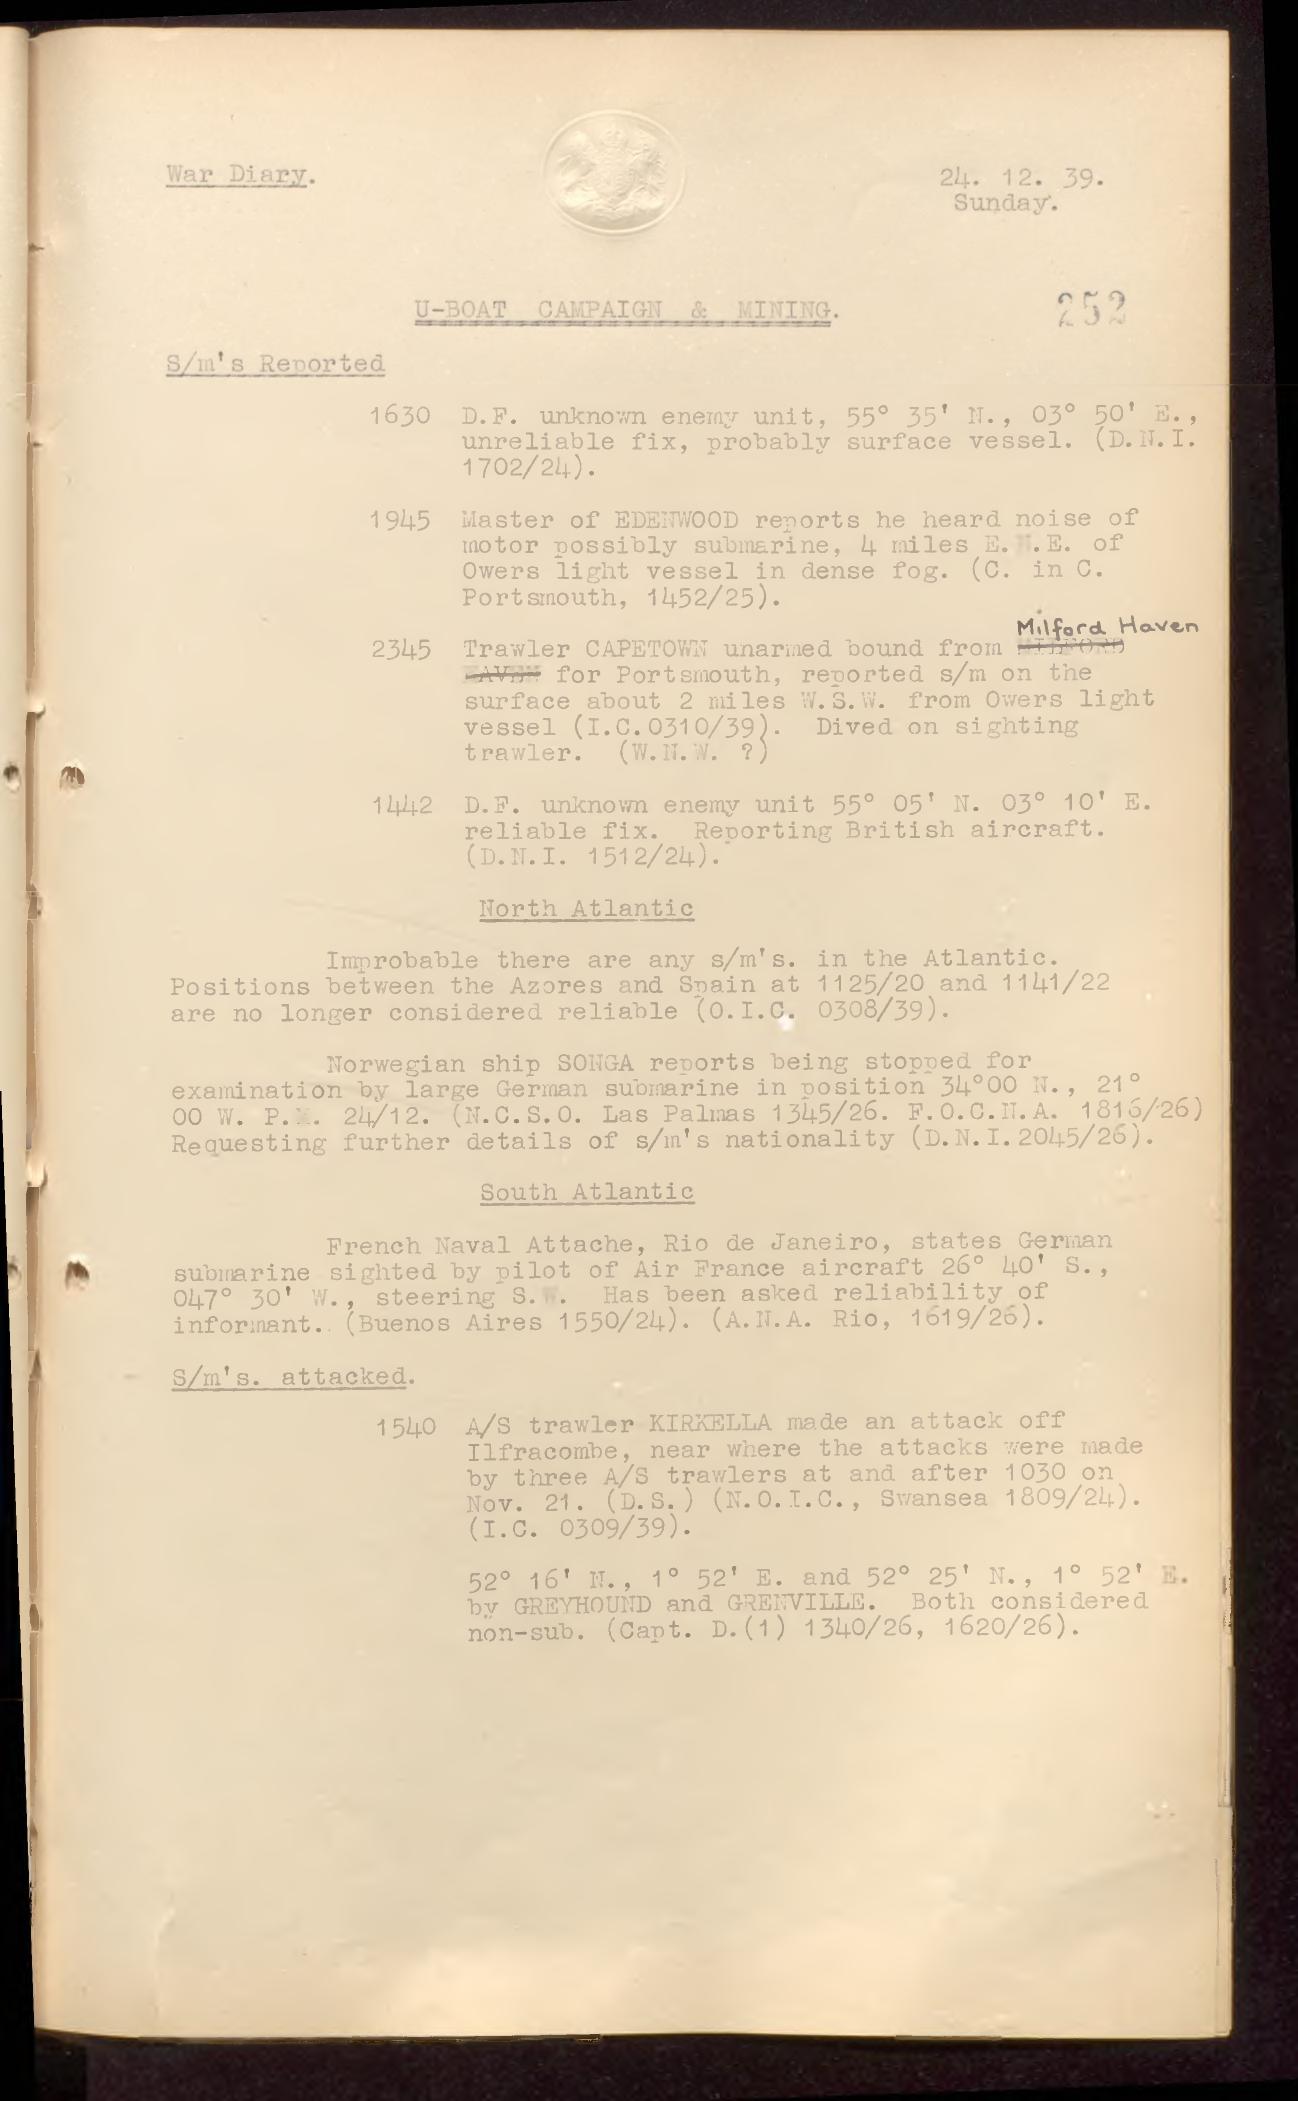 War Diary.
24. 12. 39.
Sunday.
U-BOAT CAMPAIGN & MINING.
252
S/m's Reported
1630 D.F. unknown enemy unit, 55° 35' N., 03° 50' E.,
unreliable fix, probably surface vessel. (D.N.I.
1702/24).
1945 Master of EDENWOOD reports he heard noise of
motor possibly submarine, 4 miles E.N.E. of
Owers light vessel in dense fog. (C. in C.
Portsmouth, 1452/25).
Milford Haven
2345 Trawler CAPETOWN unarmed bound from MILFORD
HAVEN for Portsmouth, reported s/m on the
surface about 2 miles W.S.W. from Owers light
vessel (I.C.0310/39). Dived on sighting
trawler. (W.N.W. ?)
1442 D.F. unknown enemy unit 55° 05' N. 03° 10' E.
reliable fix. Reporting British aircraft.
(D.N.I. 1512/24).
North Atlantic
Improbable there are any s/m's. in the Atlantic.
Positions between the Azores and Spain at 1125/20 and 1141/22
are no longer considered reliable (O.I.C. 0308/39).
Norwegian ship SONGA reports being stopped for
examination by large German submarine in position 34°00 N., 21°
00 W. P.M. 24/12. (N.C.S.O. Las Palmas 1345/26. F.O.C.N.A. 1816/26)
Requesting further details of s/m's nationality (D.N.I.2045/26).
South Atlantic
French Naval Attache, Rio de Janeiro, states German
submarine sighted by pilot of Air France aircraft 26° 40' S.,
047° 30' W., steering S.W. Has been asked reliability of
informant. (Buenos Aires 1550/24). (A.N.A. Rio, 1619/26).
S/m's. attacked.
1540 A/S trawler KIRKELLA made an attack off
Ilfracombe, near where the attacks were made
by three A/S trawlers at and after 1030 on
Nov. 21. (D.S.) (N.O.I.C., Swansea 1809/24).
(I.C. 0309/39).
52° 16' N., 1° 52' E. and 52° 25' N., 1° 52' E.
by GREYHOUND and GRENVILLE. Both considered
non-sub. (Capt. D.(1) 1340/26, 1620/26).